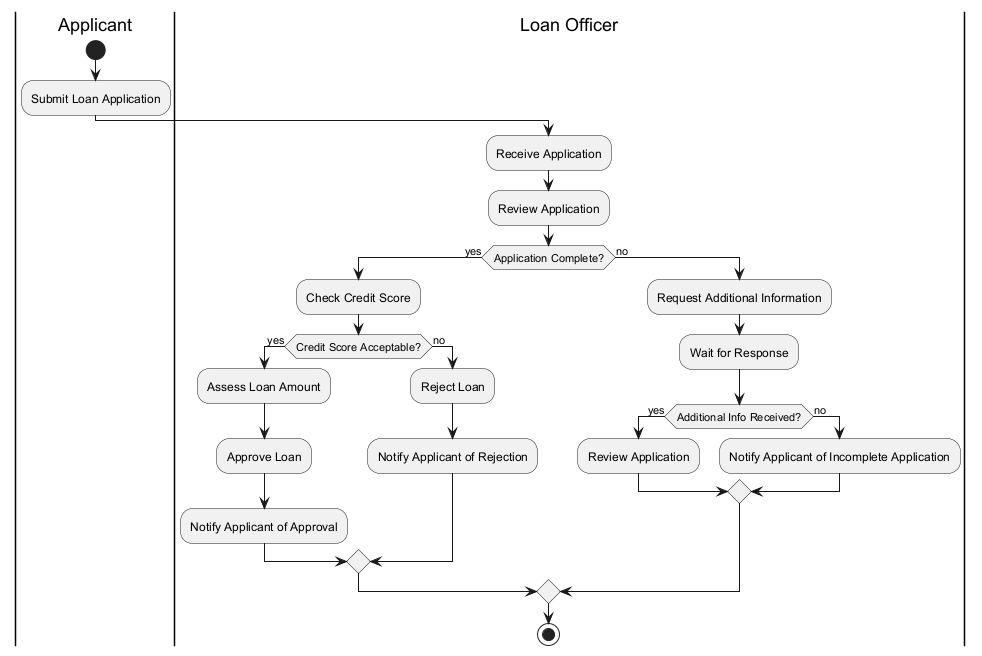 Applicant
Loan Officer
Submit Loan Application
Receive Application
Review Application
yes
Application Complete?
no
Check Credit Score
Request Additional Information
yes
Credit Score Acceptable?
no
Wait for Response
Assess Loan Amount
Reject Loan
yes
Additional Info Received?
no
Approve Loan
Notify Applicant of Rejection
Review Application
Notify Applicant of Incomplete Application
Notify Applicant of Approval